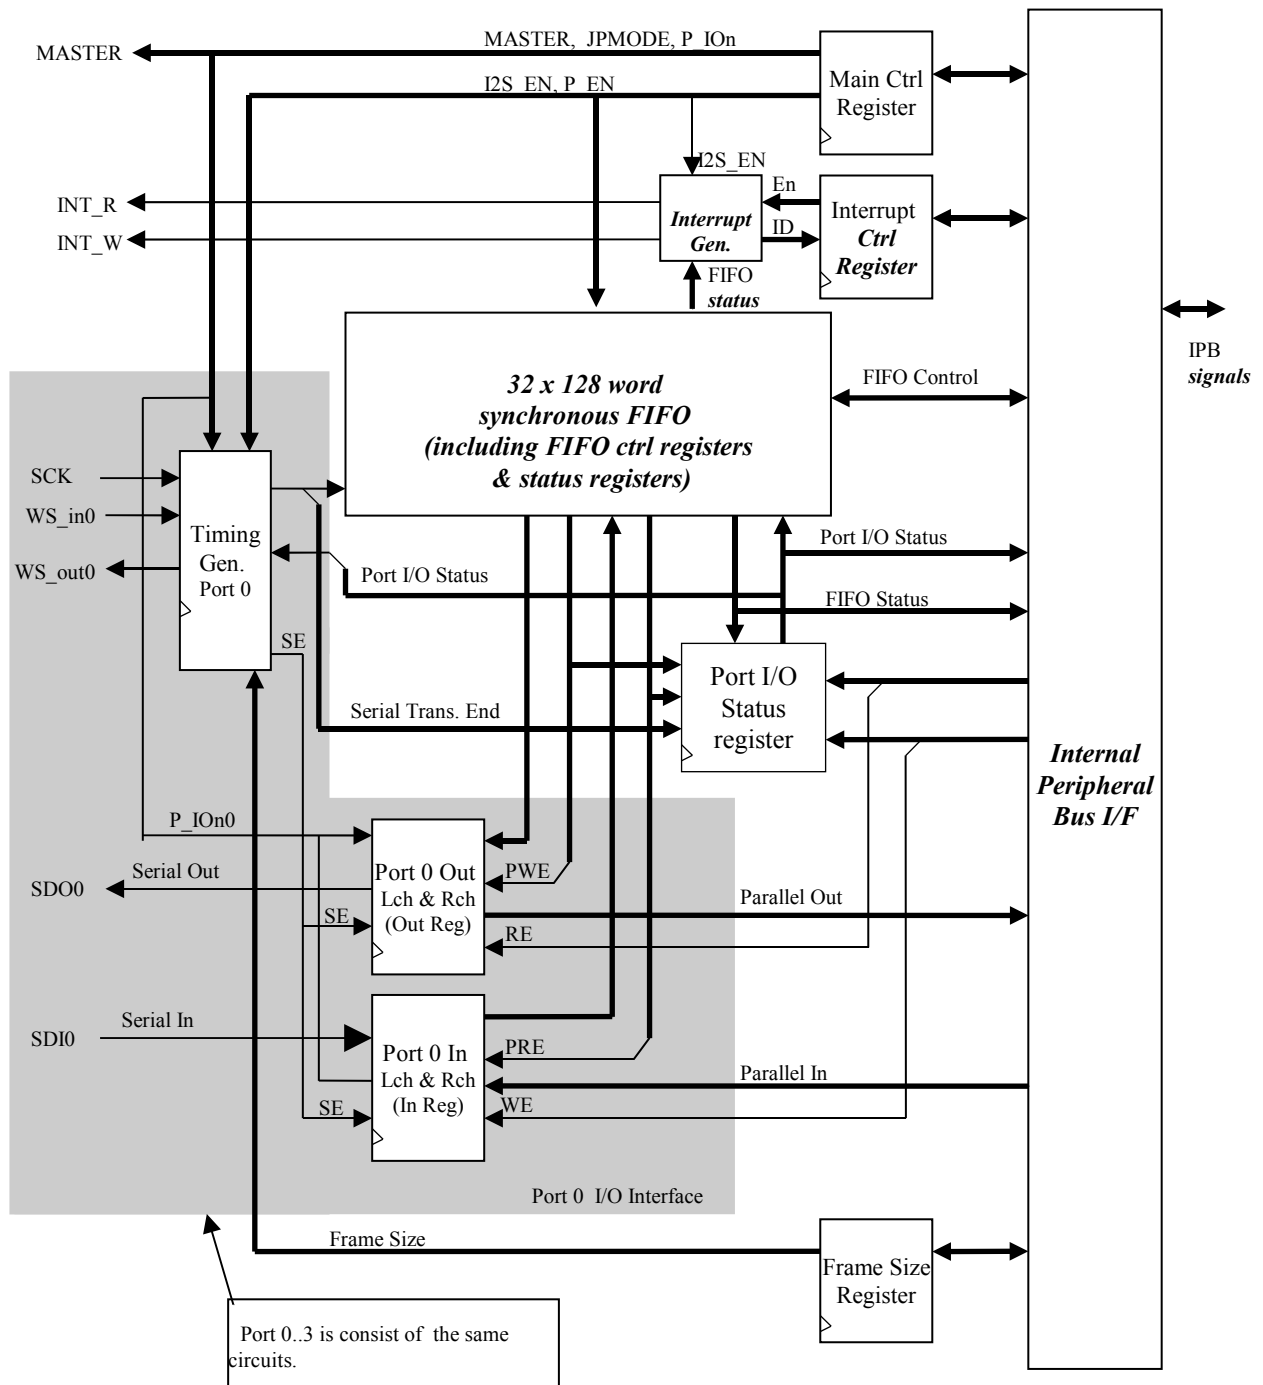 MASTER
MASTER, JPMODE, P_IOn
Main Ctrl
Register
I2S_EN, P_EN
I2S_EN
INT_R
INT_W
Interrupt
Gen.
En
ID
Interrupt
Ctrl
Register
FIFO
status
IPB
signals
32 x 128 word
synchronous FIFO
(including FIFO ctrl registers
& status registers)
FIFO Control
SCK
WS_in0
WS_out0
Timing
Gen.
Port 0
SE
Port I/O Status
Port I/O Status
FIFO Status
Port I/O
Status
register
Serial Trans. End
Internal
Peripheral
Bus I/F
P_IOn0
Serial Out
SDO0
Port 0 Out
Lch & Rch
(Out Reg)
SE
PWE
RE
Parallel Out
Serial In
SDI0
Port 0 In
Lch & Rch
(In Reg)
SE
PRE
WE
Parallel In
Port 0 I/O Interface
Frame Size
Frame Size
Register
Port 0..3 is consist of the same
circuits.